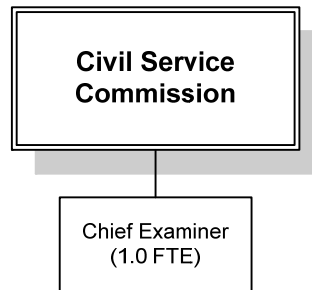 Civil Service
Commission
Chief Examiner
(1.0 FTE)